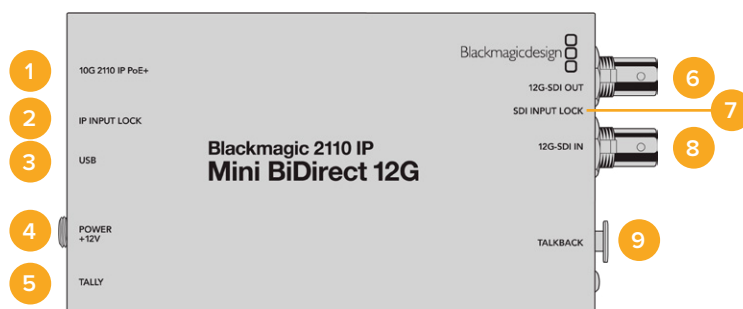 1
10G 2110 IP PoE+
2
IP INPUT LOCK
3
USB
4
POWER
+12V
5
TALLY
Blackmagic 2110 IP
Mini BiDirect 12G
Blackmagicdesign
12G-SDI OUT
6
SDI INPUT LOCK
7
12G-SDI IN
8
TALKBACK
9